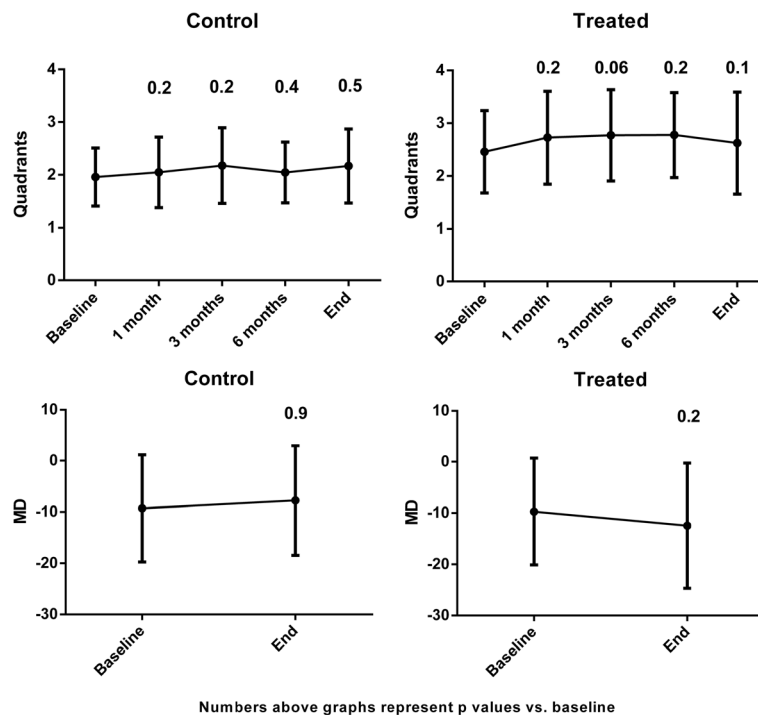 Control
Treated
0.2 0.2 0.4 0.5
0.2 0.06 0.2 0.1
4
3
2
1
0
Quadrants
Baseline
1 month
3 months
6 months
End
4
3
2
1
0
Quadrants
Baseline
1 month
3 months
6 months
End
Control
Treated
0.9
0.2
10
0
-10
-20
-30
MD
Baseline
End
10
0
-10
-20
-30
MD
Baseline
End
Numbers above graphs represent p values vs. baseline